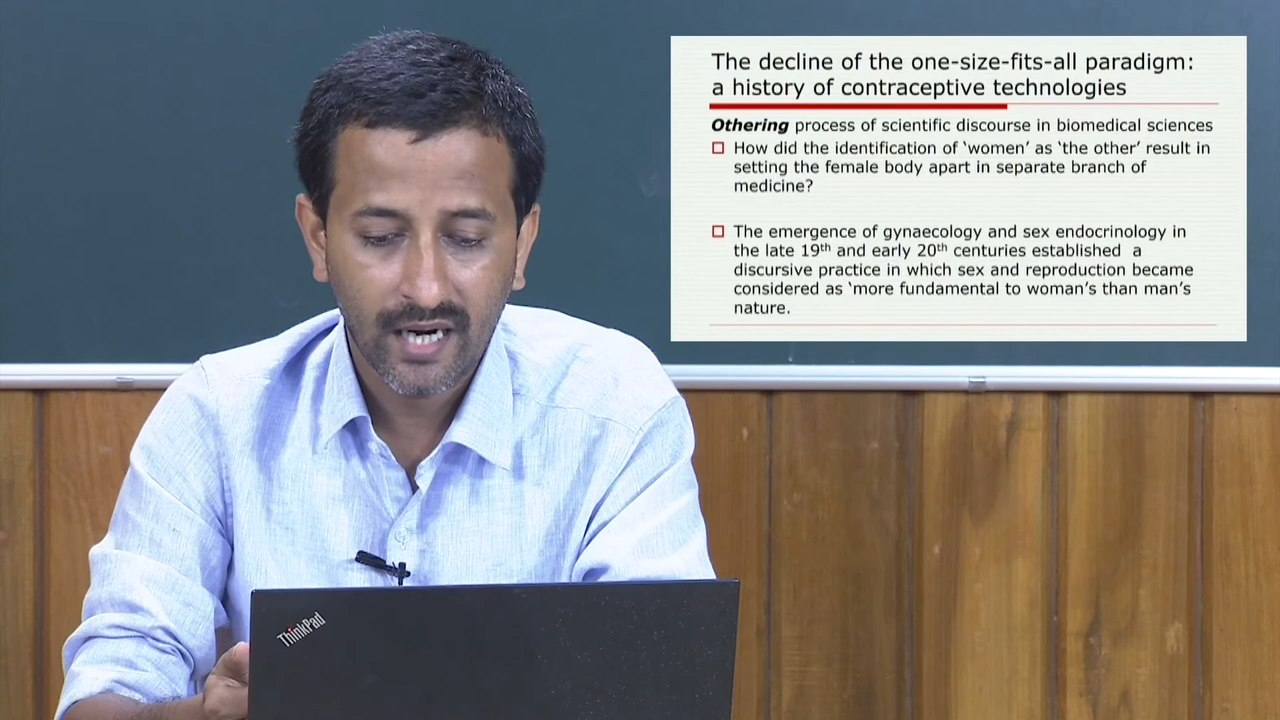 The decline of the one-size-fits-all paradigm:
a history of contraceptive technologies
Othering process of scientific discourse in biomedical sciences
How did the identification of ‘women’ as ‘the other’ result in
setting the female body apart in separate branch of
medicine?
The emergence of gynaecology and sex endocrinology in
the late 19th and early 20th centuries established a
discursive practice in which sex and reproduction became
considered as ‘more fundamental to woman’s than man’s
nature.
ThinkPad